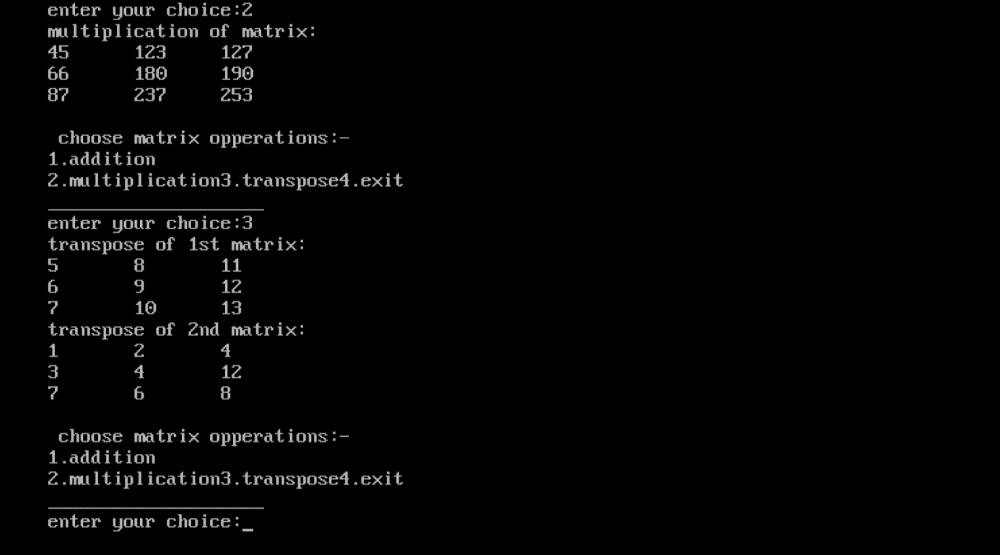 enter your choice:2
multiplication of matrix:
45 123 127
66 180 190
87 237 253
choose matrix opperations:-
1.addition
2.multiplication3.transpose4.exit
____________________
enter your choice:3
transpose of 1st matrix:
5 8 11
6 9 12
7 10 13
transpose of 2nd matrix:
1 2 4
3 4 12
7 6 8
choose matrix opperations:-
1.addition
2.multiplication3.transpose4.exit
____________________
enter your choice:_